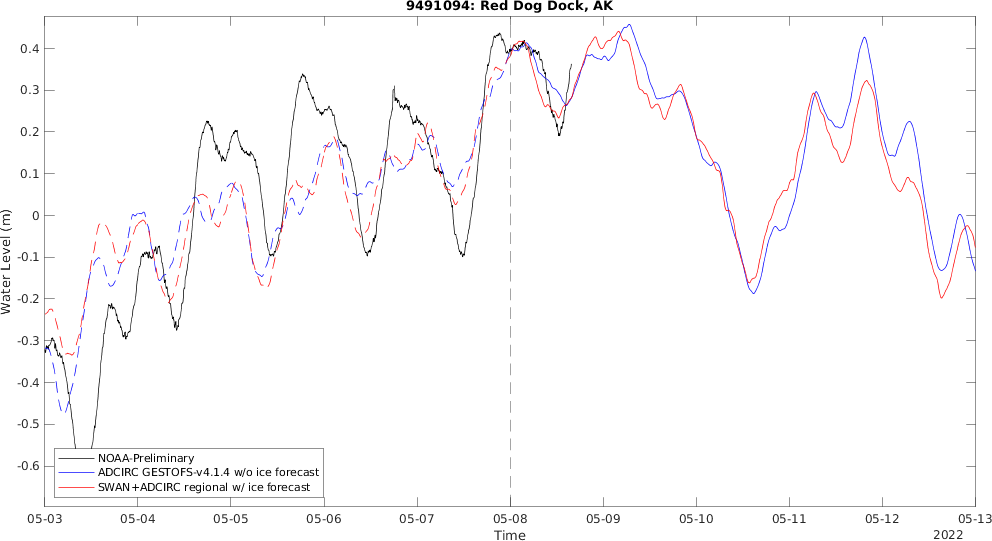 9491094: Red Dog Dock, AK
Water Level (m)
0.4
0.3
0.2
0.1
0
-0.1
-0.2
-0.3
-0.4
-0.5
-0.6
NOAA-Preliminary
ADCIRC GESTOFS-v4.1.4 w/o ice forecast
SWAN+ADCIRC regional w/ ice forecast
05-03 05-04 05-05 05-06 05-07 05-08 05-09 05-10 05-11 05-12 05-13
Time
2022